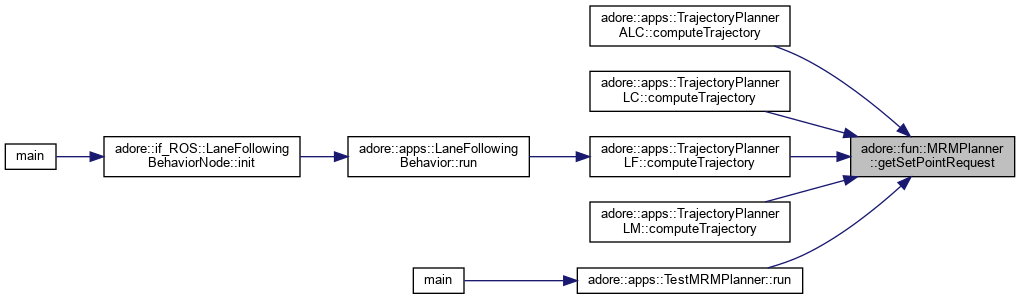 adore::apps::TrajectoryPlanner
ALC::computeTrajectory
adore::apps::TrajectoryPlanner
LC::computeTrajectory
main
adore::if_ROS::LaneFollowing
BehaviorNode::init
adore::apps::LaneFollowing
Behavior::run
adore::apps::TrajectoryPlanner
LF::computeTrajectory
adore::fun::MRMPlanner
::getSetPointRequest
adore::apps::TrajectoryPlanner
LM::computeTrajectory
main
adore::apps::TestMRMPlanner::run